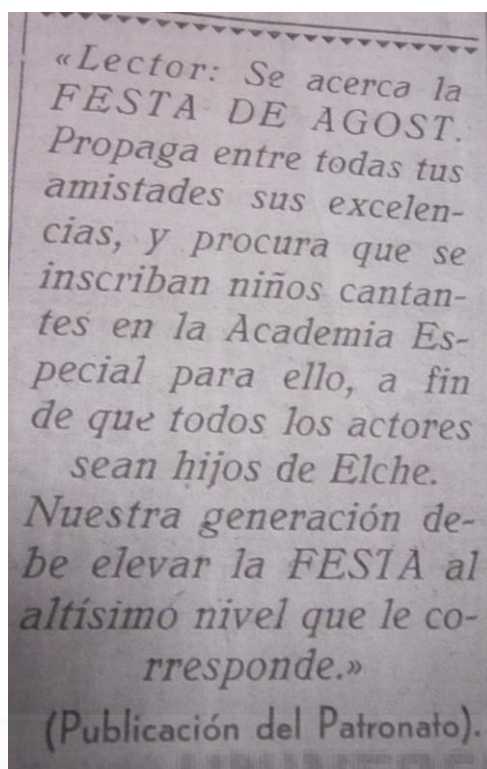 «Lector: Se acerca la
FESTA DE AGOST.
Propaga entre todas tus
amistades sus excelen-
cias, y procura que se
inscriban niños cantan-
tes en la Academia Es-
pecial para ello, a fin
de que todos los actores
sean hijos de Elche.
Nuestra generación de-
be elevar la FESTA al
altísimo nivel que le co-
rresponde.»
(Publicación del Patronato).